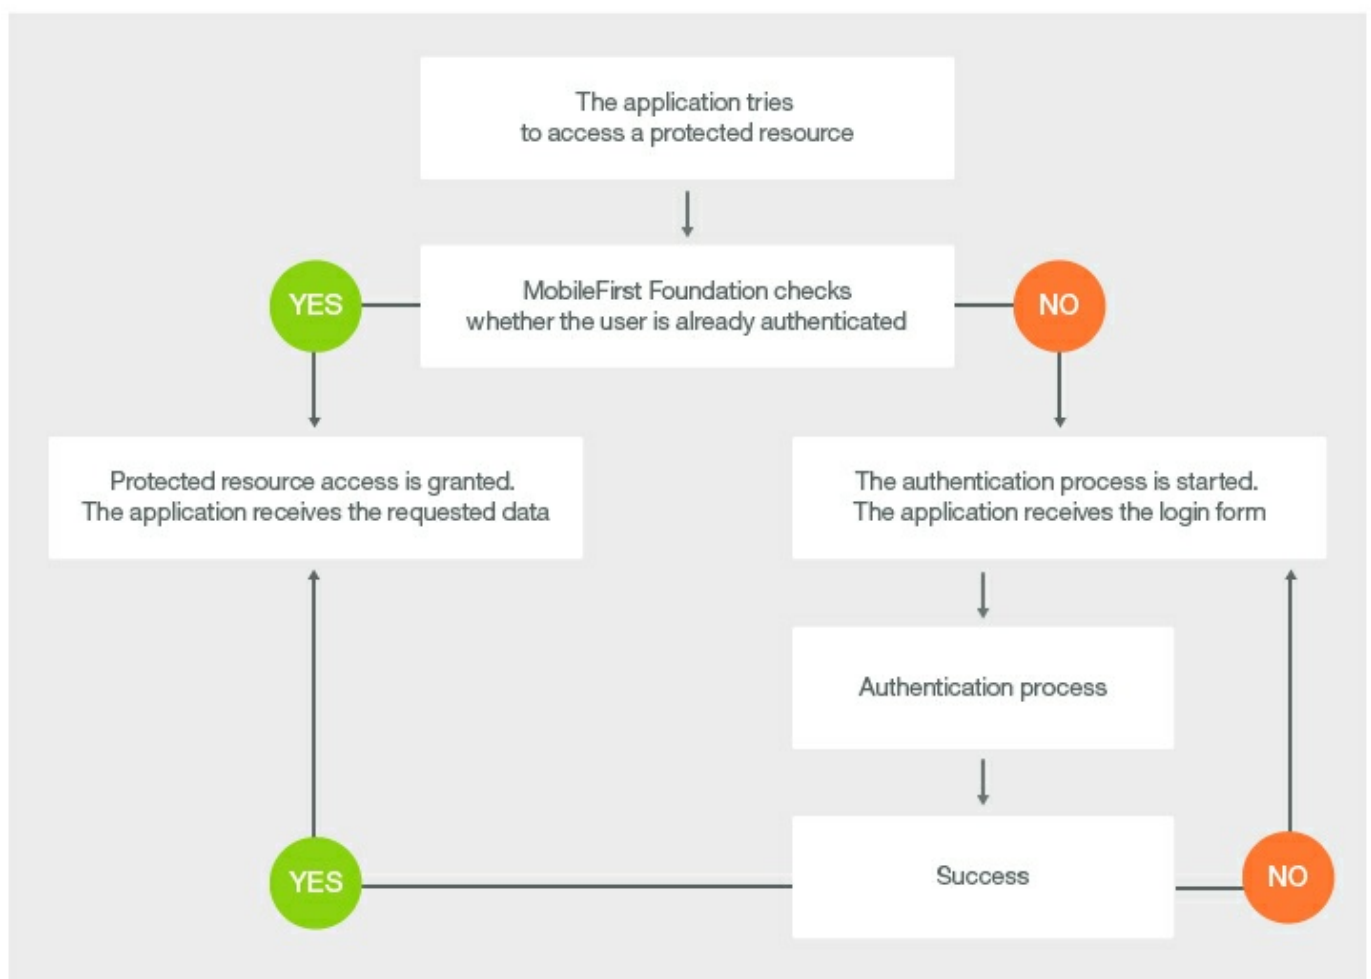 The application tries
to access a protected resource
YES
MobileFirst Foundation checks
whether the user is already authenticated
NO
Protected resource access is granted.
The application receives the requested data
The authentication process is started.
The application receives the login form
Authentication process
YES
Success
NO